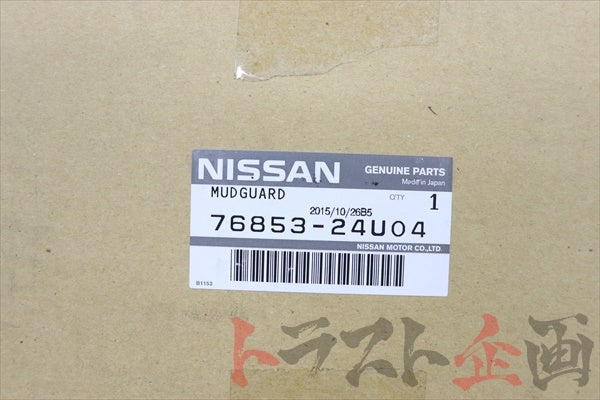 NISSAN
GENUINE PARTS
Made in Japan
MUDGUARD
Q'TY 1
2015/10/26B5
76853-24U04
NISSAN MOTOR CO.,LTD.
B1153
トラスト企画